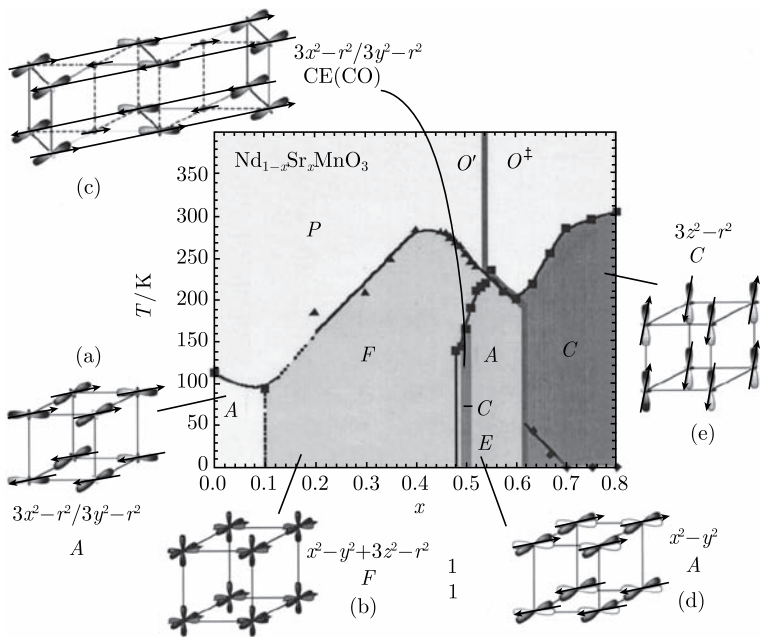 3x²−r²/3y²−r²
CE(CO)
(c)
Nd₁₋ₓSrₓMnO₃
O′
O‡
P
F
A
C
A
C
E
T/K
350
300
250
200
150
100
50
0
0.0 0.1 0.2 0.3 0.4 0.5 0.6 0.7 0.8
x
3z²−r²
C
(e)
(a)
3x²−r²/3y²−r²
A
x²−y²+3z²−r²
F
(b)
1
1
x²−y²
A
(d)